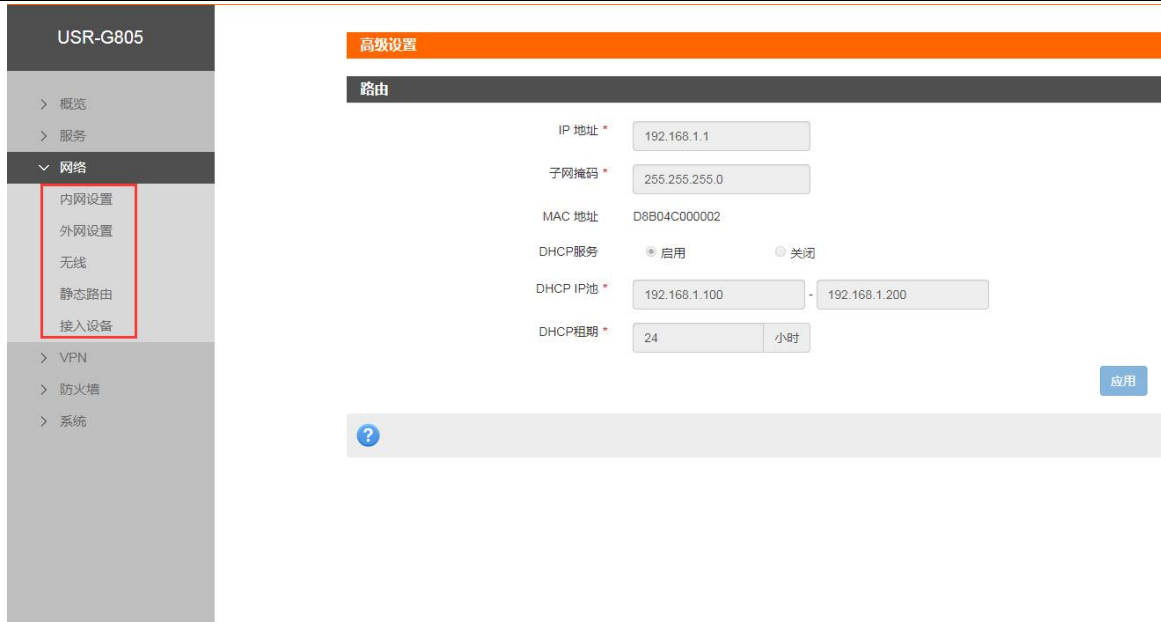 USR-G805
概览
服务
网络
内网设置
外网设置
无线
静态路由
接入设备
VPN
防火墙
系统
高级设置
路由
IP 地址 * 192.168.1.1
子网掩码 * 255.255.255.0
MAC 地址 D8B04C000002
DHCP服务 启用 关闭
DHCP IP池 * 192.168.1.100 - 192.168.1.200
DHCP租期 * 24 小时
应用